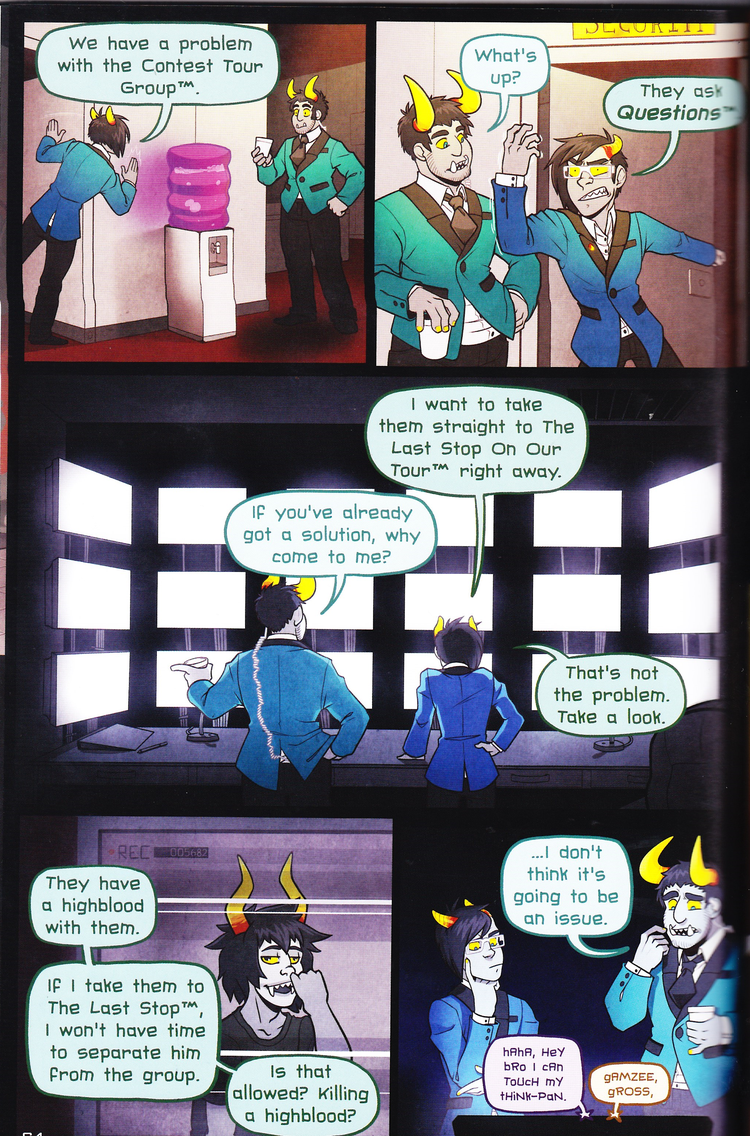 We have a problem
with the Contest Tour
Group™.
SECURITY
What's
up?
They ask
Questions™
I want to take
them straight to The
Last Stop On Our
Tour™ right away.
If you've already
got a solution, why
come to me?
That's not
the problem.
Take a look.
REC 005682
They have
a highblood
with them.
If I take them to
The Last Stop™,
I won't have time
to separate him
from the group.
Is that
allowed? Killing
a highblood?
...I don't
think it's
going to be
an issue.
hAhA, HeY
bRo I cAn
ToUcH mY
tHiNk-PaN.
gAMZEE,
gROSS,